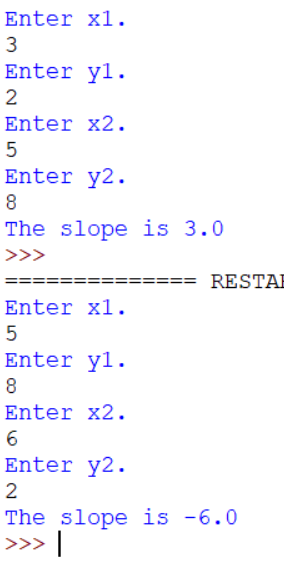 Enter x1.
3
Enter y1.
2
Enter x2.
5
Enter y2.
8
The slope is 3.0
>>>
==============
Enter x1.
5
Enter y1.
8
Enter x2.
6
Enter y2.
2
The slope is -6.0
>>>